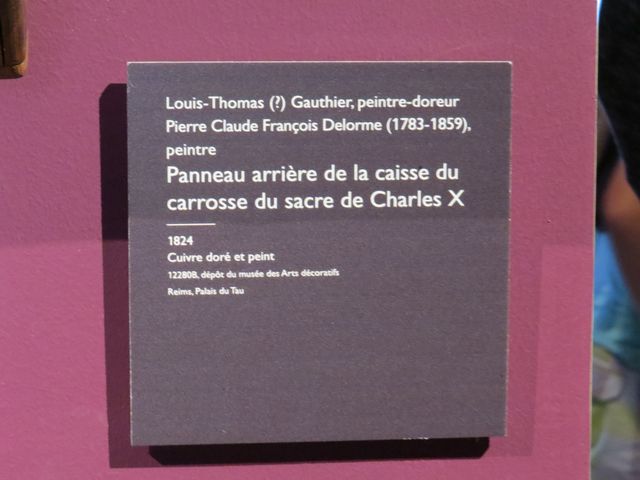 Louis-Thomas (?) Gauthier, peintre-doreur
Pierre Claude François Delorme (1783-1859),
peintre
Panneau arrière de la caisse du
carrosse du sacre de Charles X
1824
Cuivre doré et peint
12280B, dépôt du musée des Arts décoratifs
Reims, Palais du Tau